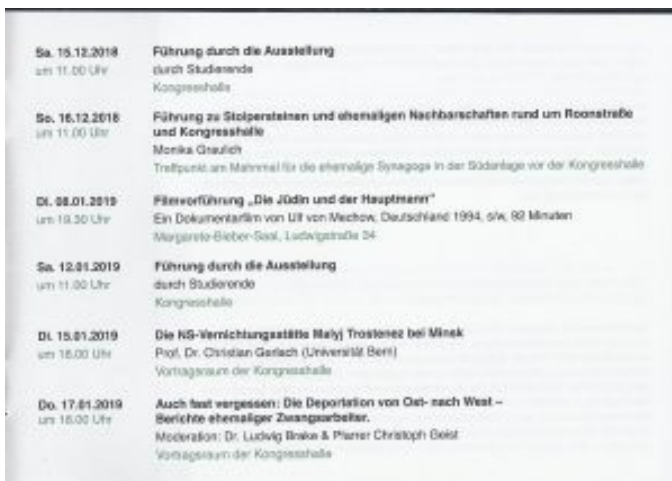 Sa. 15.12.2018
um 11.00 Uhr
Führung durch die Ausstellung
durch Studierende
Kongresshalle
So. 16.12.2018
um 11.00 Uhr
Führung zu Stolpersteinen und ehemaligen Nachbarschaften rund um Roonstraße
und Kongresshalle
Monika Graulich
Treffpunkt am Mahnmal für die ehemalige Synagoge in der Südanlage vor der Kongresshalle
Di. 08.01.2019
um 19.30 Uhr
Filmvorführung „Die Jüdin und der Hauptmann“
Ein Dokumentarfilm von Ulf von Mechow, Deutschland 1994, s/w, 92 Minuten
Margarete-Bieber-Saal, Ludwigstraße 34
Sa. 12.01.2019
um 11.00 Uhr
Führung durch die Ausstellung
durch Studierende
Kongresshalle
Di. 15.01.2019
um 18.00 Uhr
Die NS-Vernichtungsstätte Malyj Trostenez bei Minsk
Prof. Dr. Christian Gerlach (Universität Bern)
Vortragsraum der Kongresshalle
Do. 17.01.2019
um 18.00 Uhr
Auch fast vergessen: Die Deportation von Ost- nach West –
Berichte ehemaliger Zwangsarbeiter.
Moderation: Dr. Ludwig Brake & Pfarrer Christoph Geist
Vortragsraum der Kongresshalle